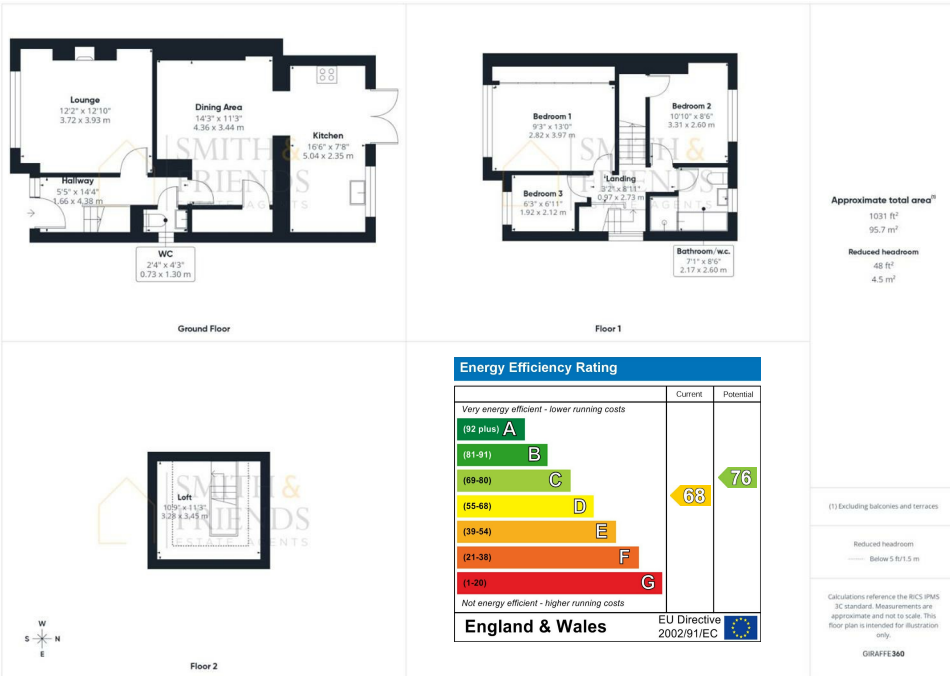 Lounge
12'2" x 12'10"
3.72 x 3.93 m
Dining Area
14'3" x 11'3"
4.36 x 3.44 m
Kitchen
16'6" x 7'8"
5.04 x 2.35 m
Hallway
5'5" x 14'4"
1.66 x 4.38 m
WC
2'4" x 4'3"
0.73 x 1.30 m
SMITH &
FRIENDS
ESTATE AGENTS
Ground Floor
Bedroom 1
9'3" x 13'0"
2.82 x 3.97 m
Bedroom 2
10'10" x 8'6"
3.31 x 2.60 m
Bedroom 3
6'3" x 6'11"
1.92 x 2.12 m
Landing
3'2" x 8'11"
0.97 x 2.73 m
Bathroom/w.c.
7'1" x 8'6"
2.17 x 2.60 m
SMITH &
FRIENDS
ESTATE AGENTS
Floor 1
Approximate total area(1)
1031 ft²
95.7 m²
Reduced headroom
48 ft²
4.5 m²
Loft
10'9" x 11'3"
3.28 x 3.45 m
SMITH &
FRIENDS
ESTATE AGENTS
W
S N
E
Floor 2
Energy Efficiency Rating
Current Potential
Very energy efficient - lower running costs
(92 plus) A
(81-91) B
(69-80) C
(55-68) D
(39-54) E
(21-38) F
(1-20) G
68
76
Not energy efficient - higher running costs
England & Wales
EU Directive
2002/91/EC
(1) Excluding balconies and terraces
Reduced headroom
Below 5 ft/1.5 m
Calculations reference the RICS IPMS
3C standard. Measurements are
approximate and not to scale. This
floor plan is intended for illustration
only.
GIRAFFE360